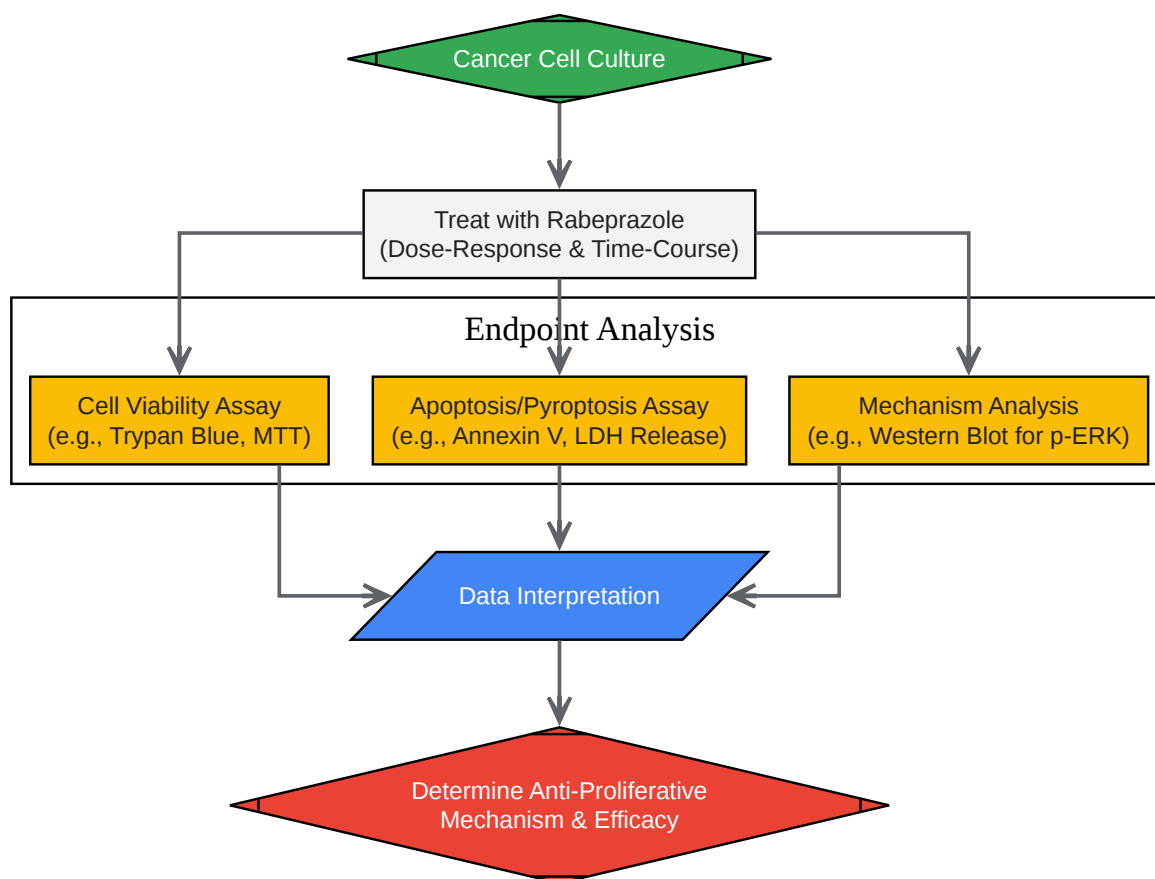 Cancer Cell Culture
Treat with Rabeprazole
(Dose-Response & Time-Course)
Endpoint Analysis
Cell Viability Assay
(e.g., Trypan Blue, MTT)
Apoptosis/Pyroptosis Assay
(e.g., Annexin V, LDH Release)
Mechanism Analysis
(e.g., Western Blot for p-ERK)
Data Interpretation
Determine Anti-Proliferative
Mechanism & Efficacy